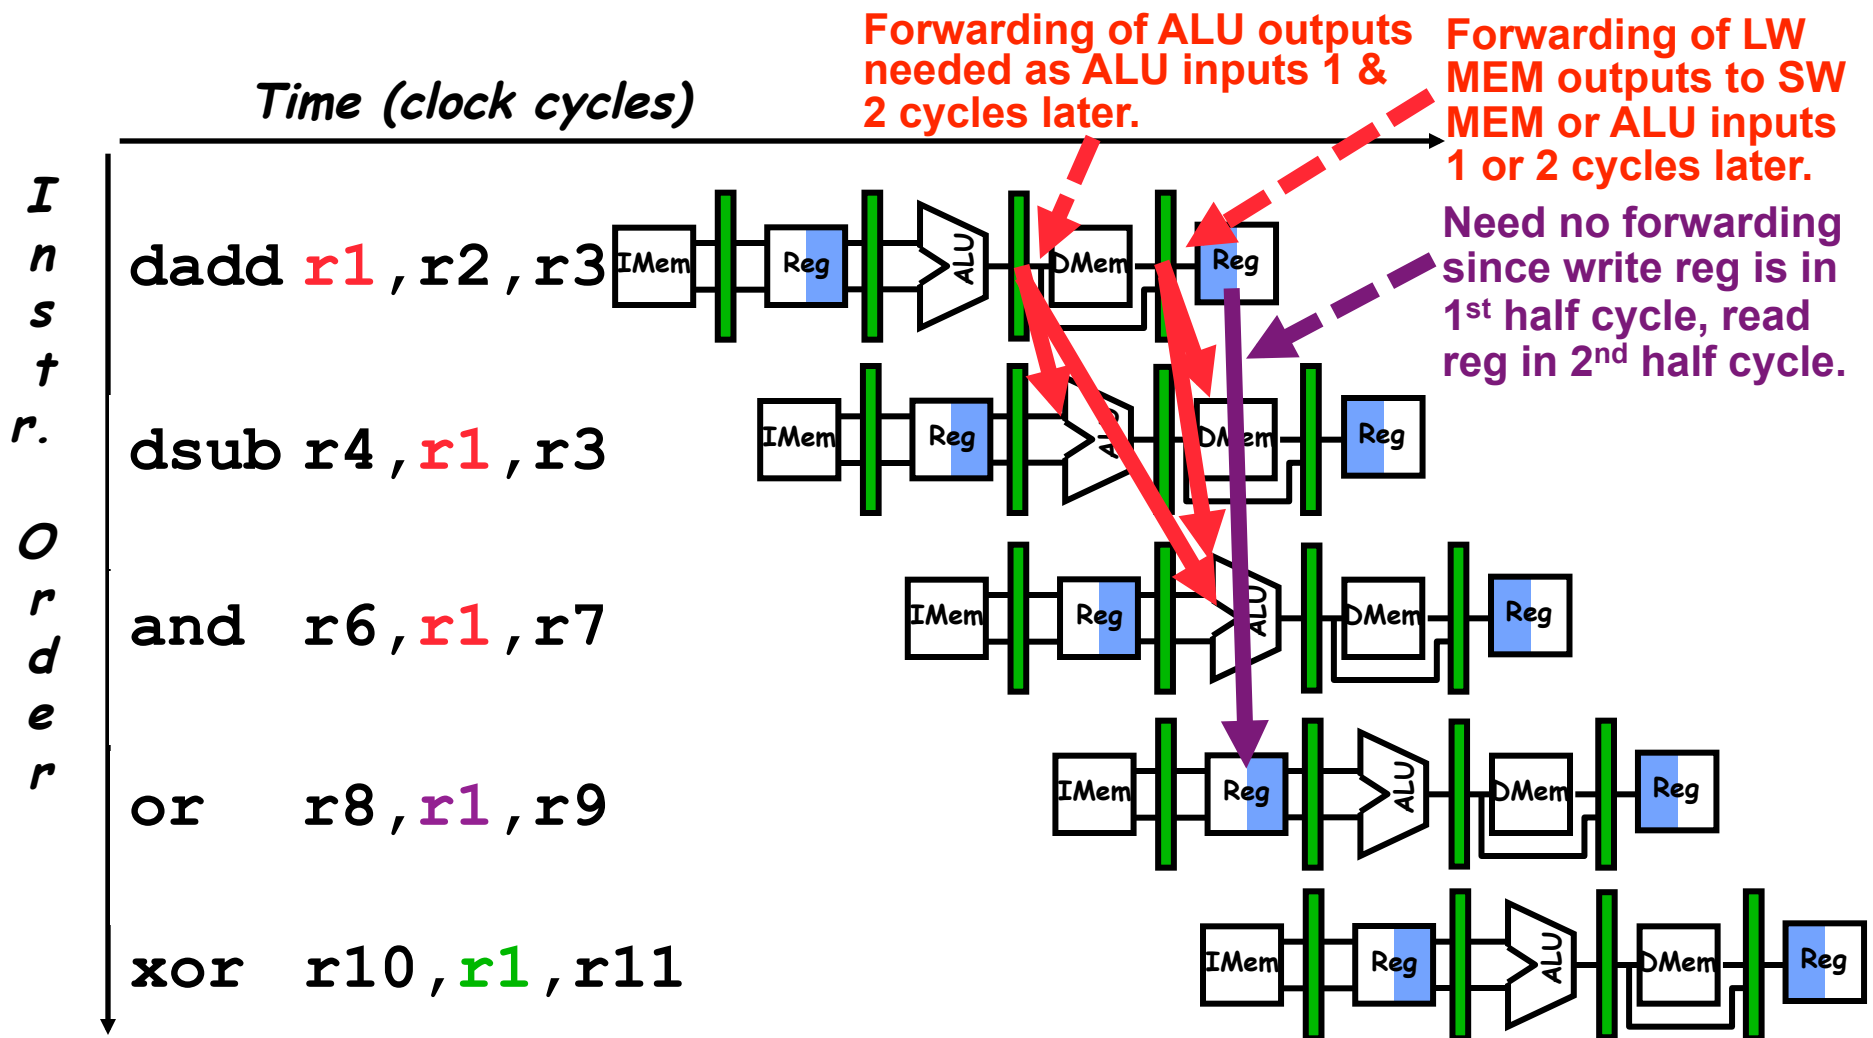 Forwarding of ALU outputs
needed as ALU inputs 1 &
2 cycles later.
Forwarding of LW
MEM outputs to SW
MEM or ALU inputs
1 or 2 cycles later.
Need no forwarding
since write reg is in
1st half cycle, read
reg in 2nd half cycle.
Time (clock cycles)
Instr. Order
dadd r1,r2,r3
IMem Reg ALU DMem Reg
dsub r4,r1,r3
IMem Reg ALU DMem Reg
and r6,r1,r7
IMem Reg ALU DMem Reg
or r8,r1,r9
IMem Reg ALU DMem Reg
xor r10,r1,r11
IMem Reg ALU DMem Reg